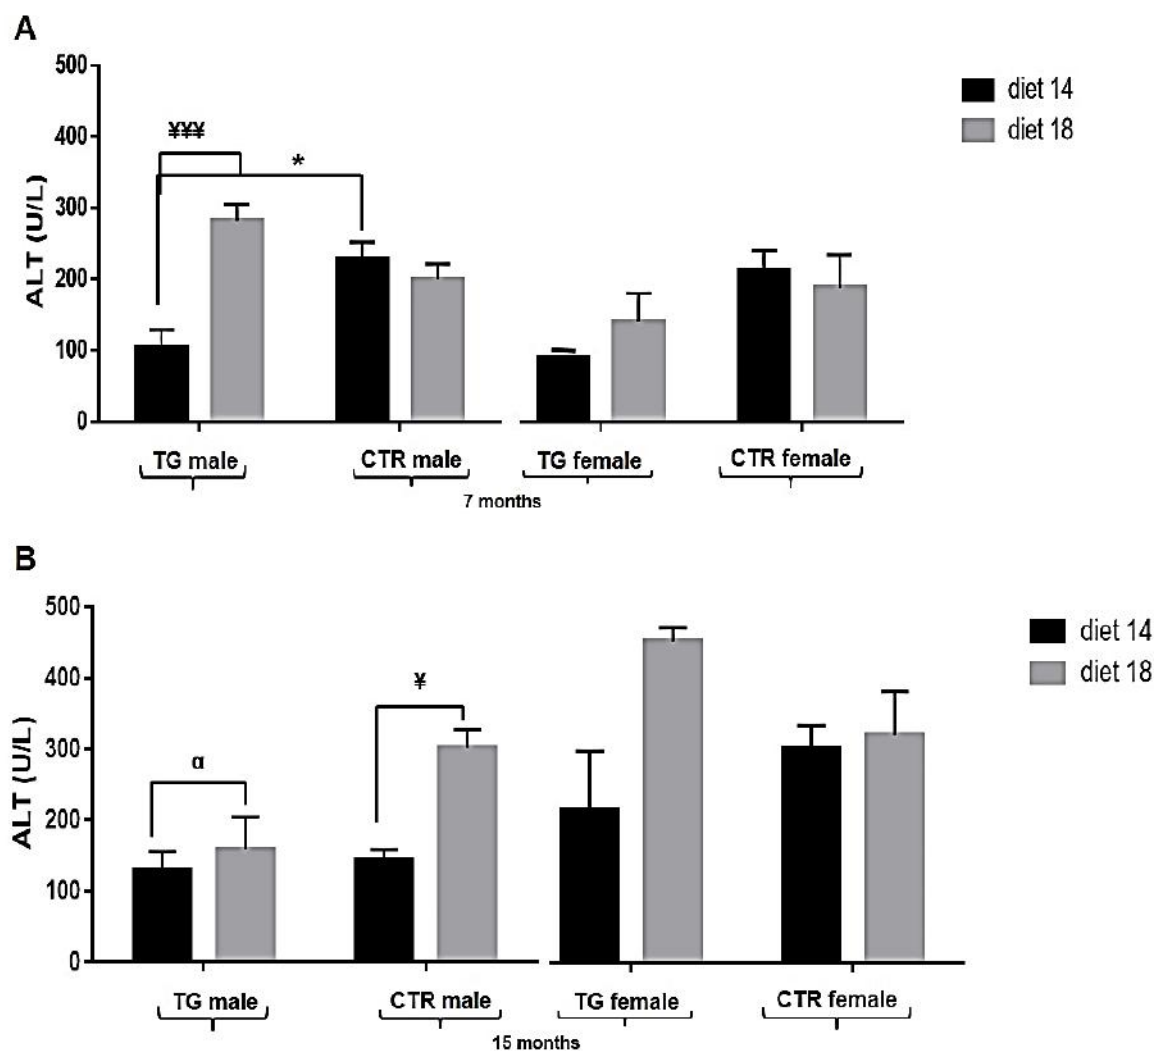 A
500
400
300
200
100
0
ALT (U/L)
¥¥¥
*
diet 14
diet 18
TG male
CTR male
TG female
CTR female
7 months
B
500
400
300
200
100
0
ALT (U/L)
α
¥
diet 14
diet 18
TG male
CTR male
TG female
CTR female
15 months